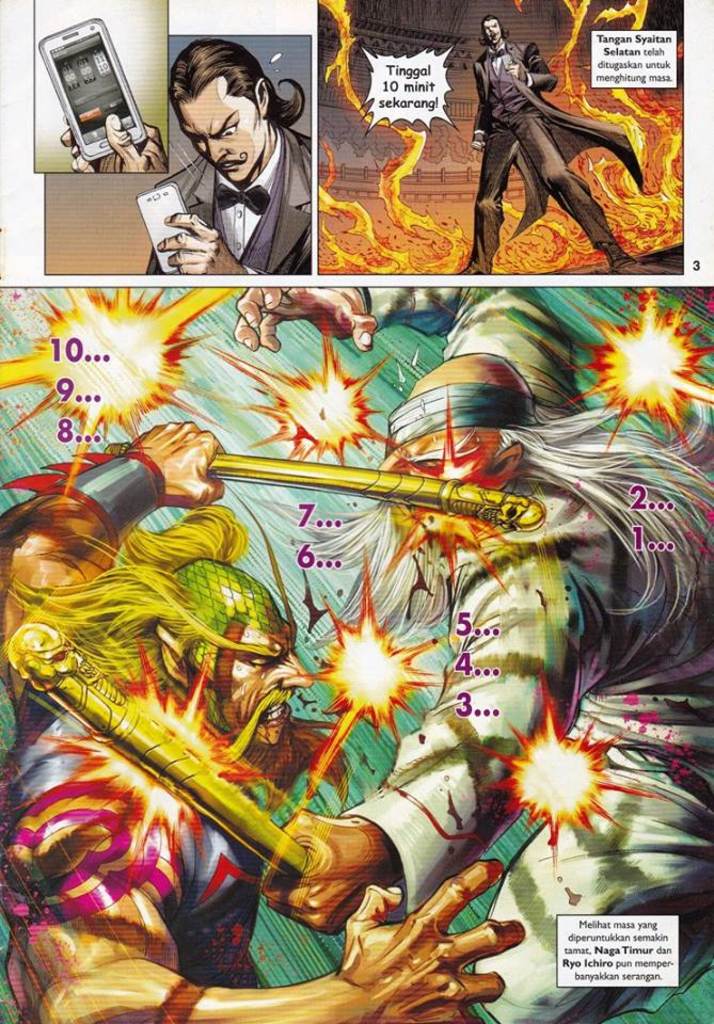 Tinggal
10 minit
sekarang!
Tangan Syaitan
Selatan telah
ditugaskan untuk
menghitung masa.
3
10...
9...
8...
7...
6...
5...
4...
3...
2...
1...
Melihat masa yang
diperuntukkan semakin
tamat, Naga Timur dan
Ryo Ichiro pun memper-
banyakkan serangan.